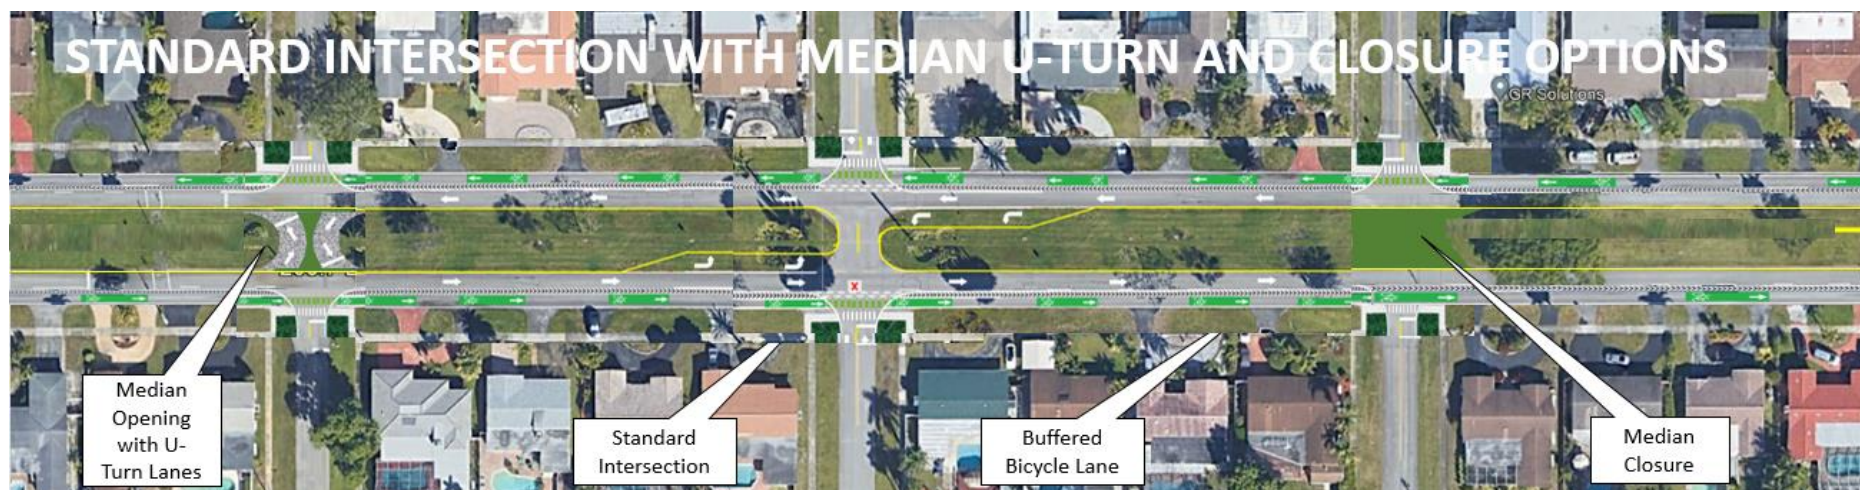 STANDARD INTERSECTION WITH MEDIAN U-TURN AND CLOSURE OPTIONS
GR Solutions
X
Median
Opening
with U-
Turn Lanes
Standard
Intersection
Buffered
Bicycle Lane
Median
Closure